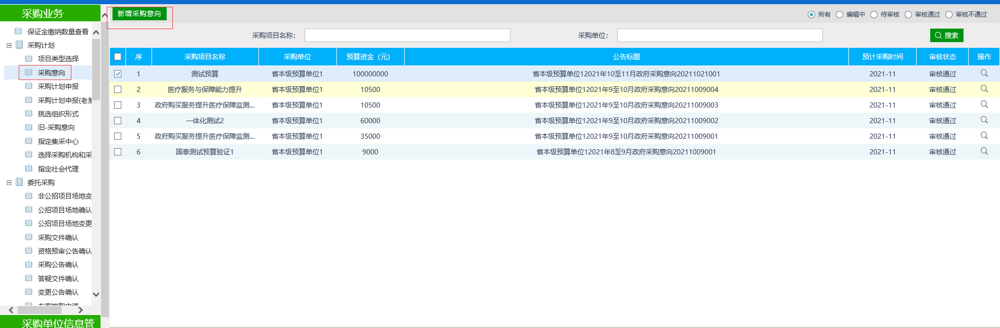 采购业务
保证金缴纳数量查看
采购计划
项目类型选择
采购意向
采购计划申报
采购计划申报(老系
挑选组织形式
旧-采购意向
指定集采中心
选择采购机构和采
指定社会代理
委托采购
非公招项目场地变
公招项目场地确认
公招项目场地变更
采购文件确认
资格预审公告确认
采购公告确认
答疑文件确认
变更公告确认
专家抽取申请
采购单位信息管
新增采购意向
所有 编辑中 待审核 审核通过 审核不通过
采购项目名称: 采购单位: 搜索
序 采购项目名称 采购单位 预算资金（元） 公告标题 预计采购时间 审核状态 操作
1 测试预算 省本级预算单位1 100000000 省本级预算单位12021年10至11月政府采购意向20211021001 2021-11 审核通过
2 医疗服务与保障能力提升 省本级预算单位1 10500 省本级预算单位12021年9至10月政府采购意向20211009004 2021-11 审核通过
3 政府购买服务提升医疗保障监测... 省本级预算单位1 10500 省本级预算单位12021年9至10月政府采购意向20211009003 2021-11 审核通过
4 一体化测试2 省本级预算单位1 60000 省本级预算单位12021年9至10月政府采购意向20211009002 2021-11 审核通过
5 政府购买服务提升医疗保障监测... 省本级预算单位1 35000 省本级预算单位12021年9至10月政府采购意向20211009001 2021-11 审核通过
6 国泰测试预算验证1 省本级预算单位1 9000 省本级预算单位12021年8至9月政府采购意向20211009001 2021-11 审核通过